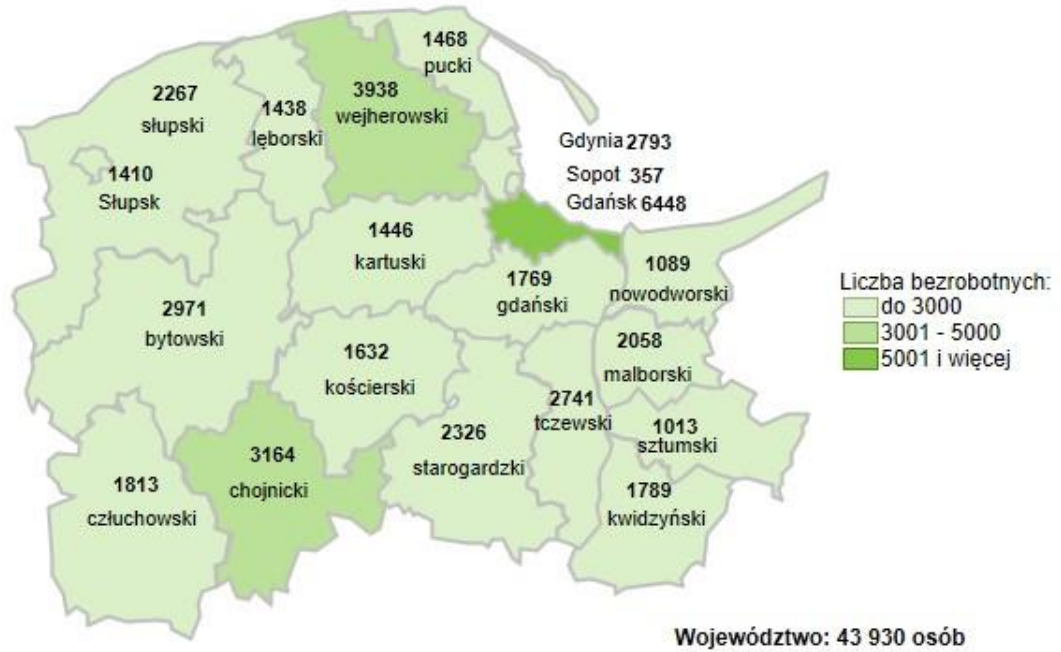 1468
pucki
2267
słupski
1438
lęborski
3938
wejherowski
Gdynia 2793
Sopot 357
Gdańsk 6448
1410
Słupsk
1446
kartuski
1769
gdański
1089
nowodworski
2971
bytowski
1632
kościerski
2058
malborski
2741
tczewski
2326
starogardzki
1013
sztumski
3164
chojnicki
1813
człuchowski
1789
kwidzyński
Liczba bezrobotnych:
do 3000
3001 - 5000
5001 i więcej
Województwo: 43 930 osób